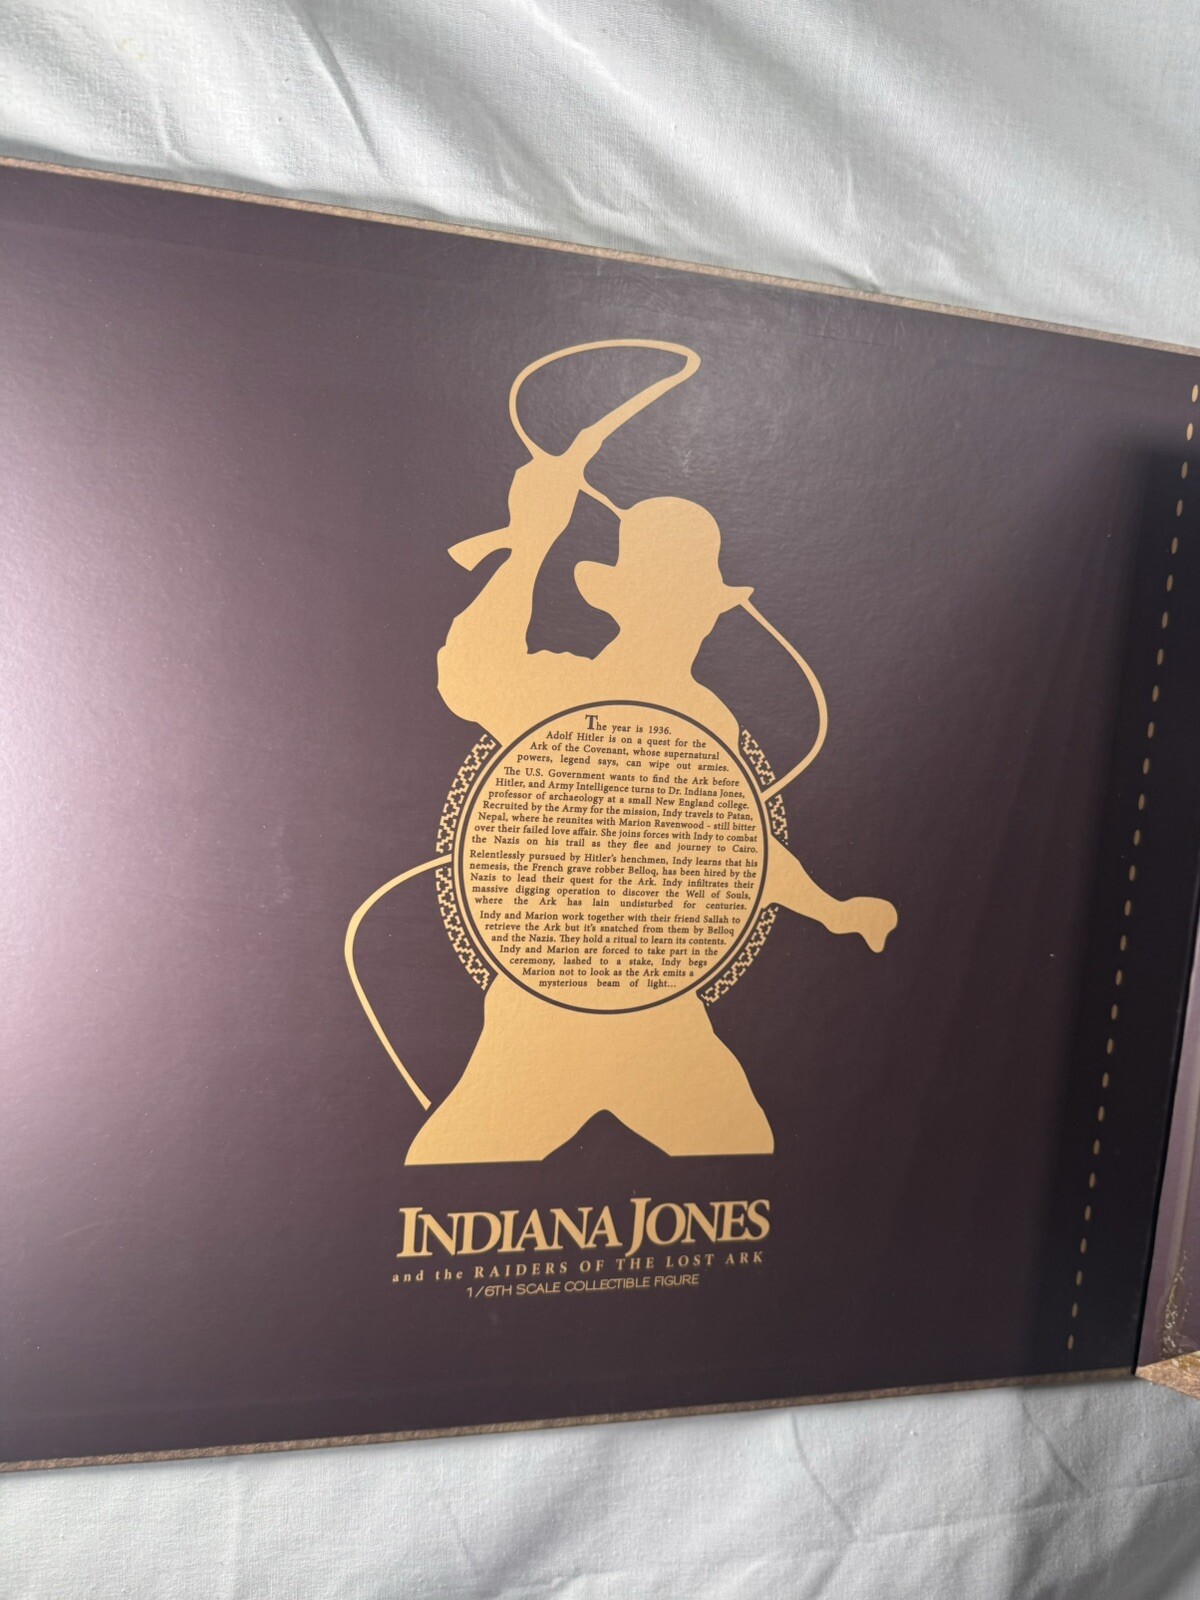 The year is 1936.
Adolf Hitler is on a quest for the
Ark of the Covenant, whose supernatural
powers, legend says, can wipe out armies.
The U.S. Government wants to find the Ark before
Hitler, and Army Intelligence turns to Dr. Indiana Jones,
professor of archaeology at a small New England college.
Recruited by the Army for the mission, Indy travels to Patan,
Nepal, where he reunites with Marion Ravenwood - still bitter
over their failed love affair. She joins forces with Indy to combat
the Nazis on his trail as they flee and journey to Cairo.
Relentlessly pursued by Hitler's henchmen, Indy learns that his
nemesis, the French grave robber Belloq, has been hired by the
Nazis to lead their quest for the Ark. Indy infiltrates their
massive digging operation to discover the Well of Souls,
where the Ark has lain undisturbed for centuries.
Indy and Marion work together with their friend Sallah to
retrieve the Ark but it's snatched from them by Belloq
and the Nazis. They hold a ritual to learn its contents.
Indy and Marion are forced to take part in the
ceremony, lashed to a stake, Indy begs
Marion not to look as the Ark emits a
mysterious beam of light...
INDIANA JONES
and the RAIDERS OF THE LOST ARK
1/6TH SCALE COLLECTIBLE FIGURE